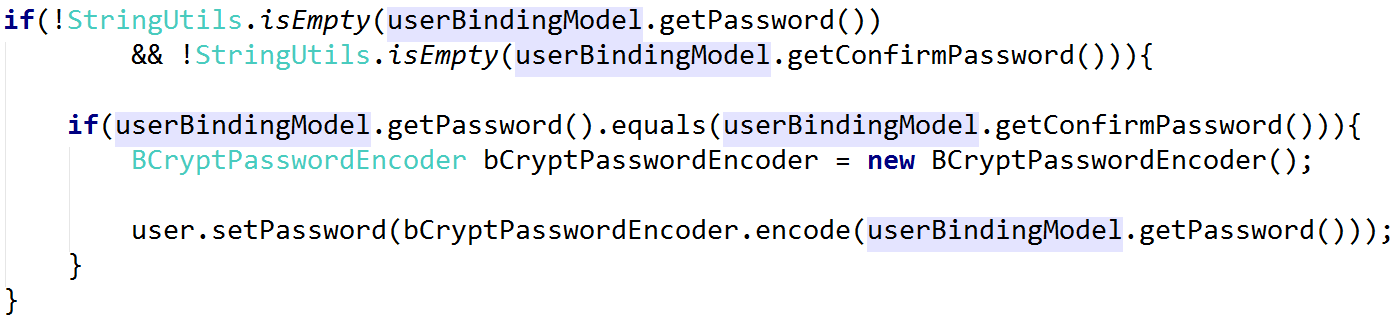 if(!StringUtils.isEmpty(userBindingModel.getPassword())
        && !StringUtils.isEmpty(userBindingModel.getConfirmPassword())){
    if(userBindingModel.getPassword().equals(userBindingModel.getConfirmPassword())){
        BCryptPasswordEncoder bCryptPasswordEncoder = new BCryptPasswordEncoder();
        user.setPassword(bCryptPasswordEncoder.encode(userBindingModel.getPassword()));
    }
}